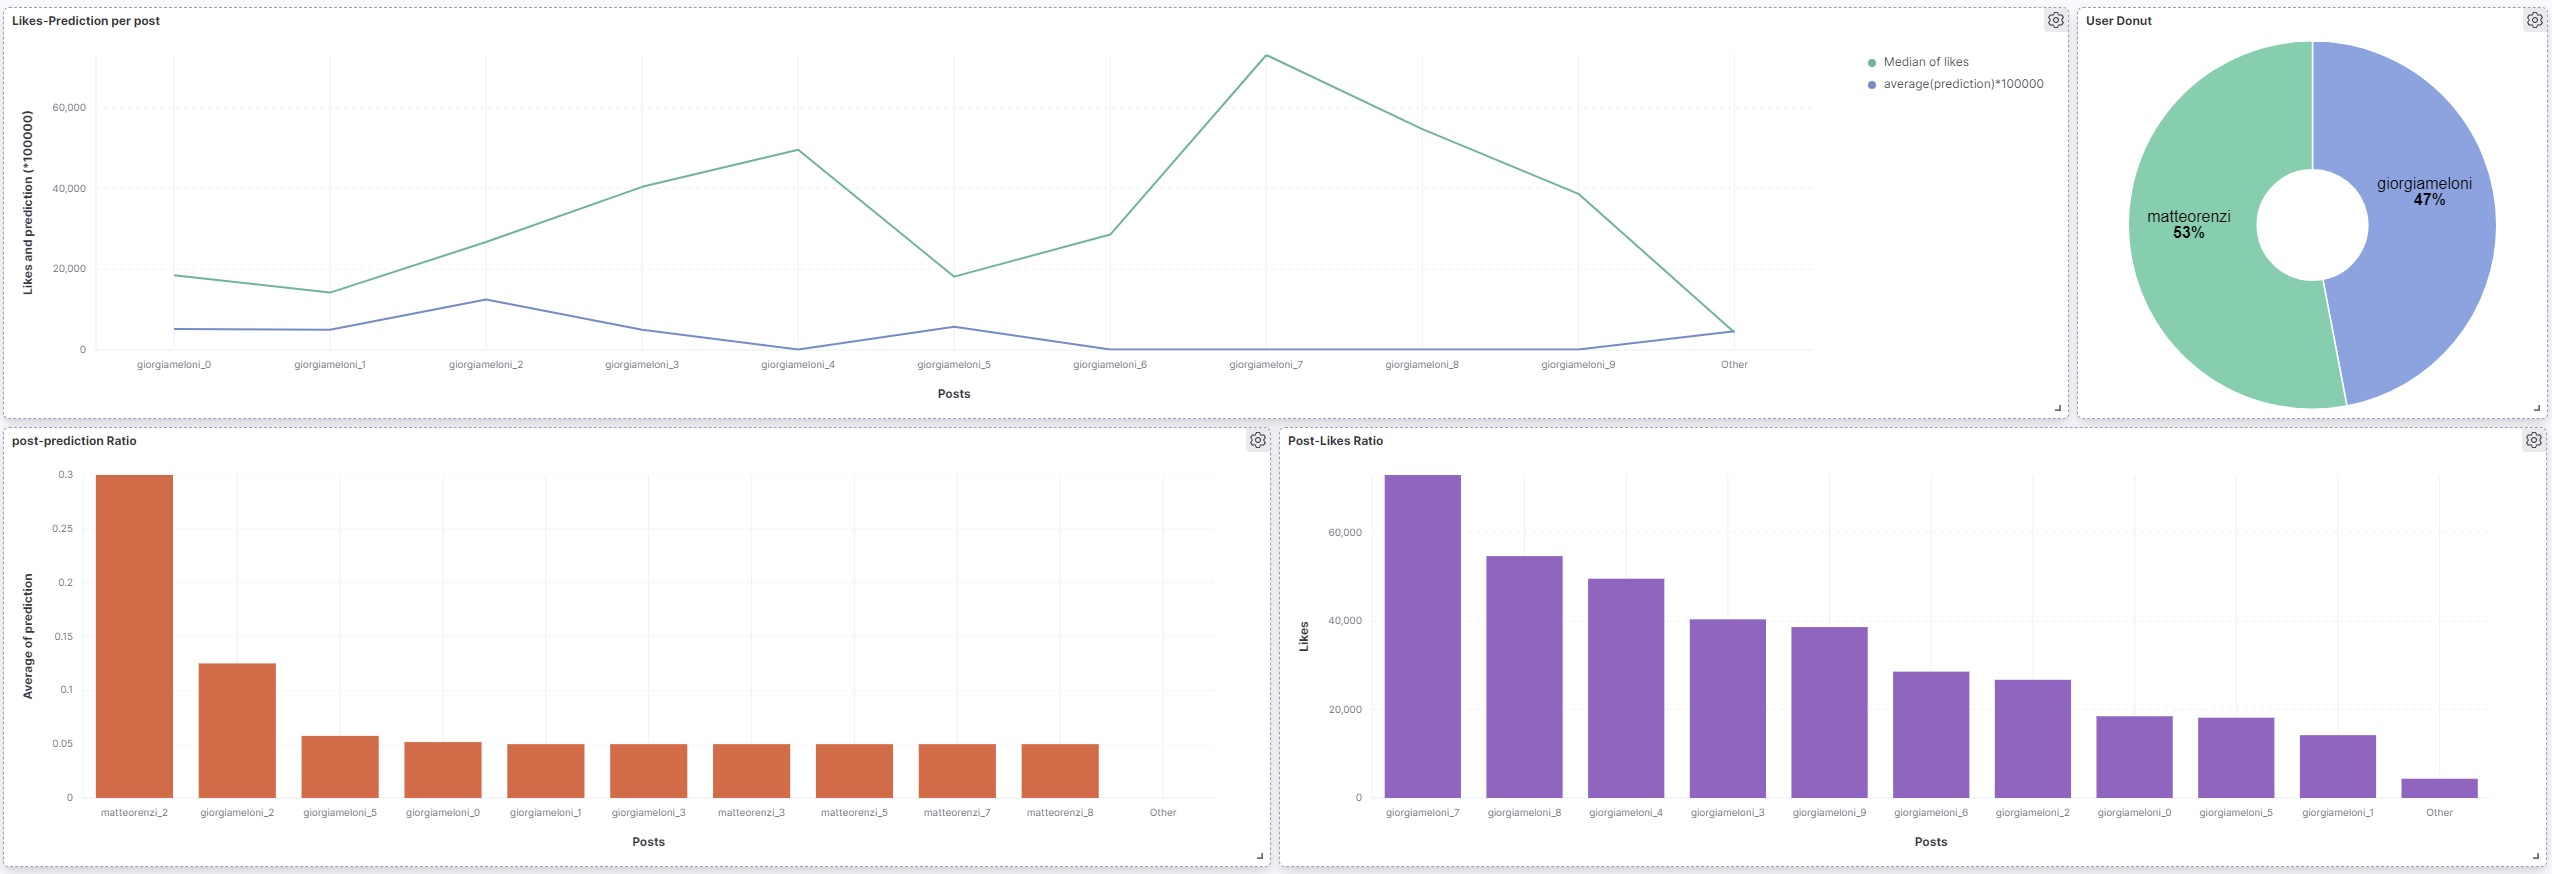 Likes-Prediction per post
Likes and prediction (*100000)
60,000
40,000
20,000
0
giorgiameloni_0 giorgiameloni_1 giorgiameloni_2 giorgiameloni_3 giorgiameloni_4 giorgiameloni_5 giorgiameloni_6 giorgiameloni_7 giorgiameloni_8 giorgiameloni_9 Other
Posts
Median of likes
average(prediction)*100000
User Donut
giorgiameloni
47%
matteorenzi
53%
post-prediction Ratio
Average of prediction
0.3
0.25
0.2
0.15
0.1
0.05
0
matteorenzi_2 giorgiameloni_2 giorgiameloni_5 giorgiameloni_0 giorgiameloni_1 giorgiameloni_3 matteorenzi_3 matteorenzi_5 matteorenzi_7 matteorenzi_8 Other
Posts
Post-Likes Ratio
Likes
60,000
40,000
20,000
0
giorgiameloni_7 giorgiameloni_8 giorgiameloni_4 giorgiameloni_3 giorgiameloni_9 giorgiameloni_6 giorgiameloni_2 giorgiameloni_0 giorgiameloni_5 giorgiameloni_1 Other
Posts